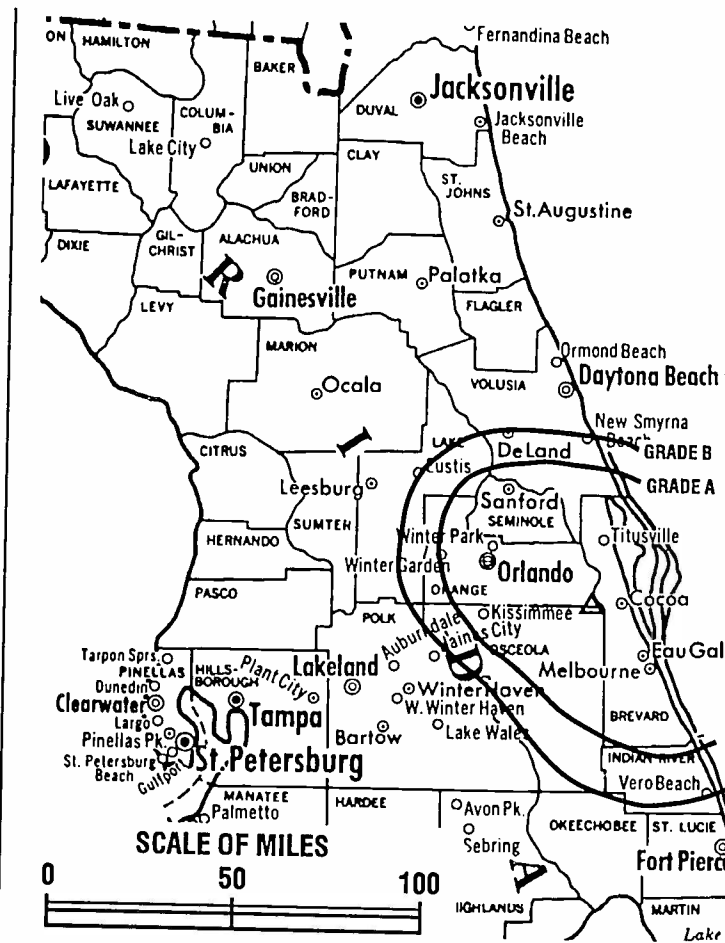 Fernandina Beach
ON
HAMILTON
BAKER
Jacksonville
Live Oak
DUVAL
COLUM-
BIA
SUWANNEE
Jacksonville
Beach
Lake City
CLAY
UNION
ST.
JOHNS
LAFAYETTE
BRAD-
FORD
St. Augustine
GIL-
CHRIST
ALACHUA
DIXIE
R
PUTNAM
Palatka
Gainesville
LEVY
FLAGLER
MARION
Ormond Beach
Daytona Beach
Ocala
VOLUSIA
New Smyrna
Beach
I
LAKE
DeLand
GRADE B
CITRUS
Eustis
GRADE A
Leesburg
Sanford
SEMINOLE
SUMTER
Winter Park
Titusville
HERNANDO
Winter Garden
Orlando
ORANGE
PASCO
Cocoa
POLK
Kissimmee
Auburndale
Haines City
OSCEOLA
Eau Gal
Tarpon Sprs.
PINELLAS
HILLS-
BOROUGH
Plant City
Lakeland
D
Melbourne
Dunedin
Clearwater
Winter Haven
W. Winter Haven
Largo
Tampa
BREVARD
Bartow
Lake Wales
Pinellas Pk.
St. Petersburg
St. Petersburg
Beach
Gulfport
INDIAN RIVER
Vero Beach
MANATEE
HARDEE
Avon Pk.
Palmetto
OKEECHOBEE
ST. LUCIE
SCALE OF MILES
Sebring
Fort Pierc
0
50
100
A
HIGHLANDS
MARTIN
Lake